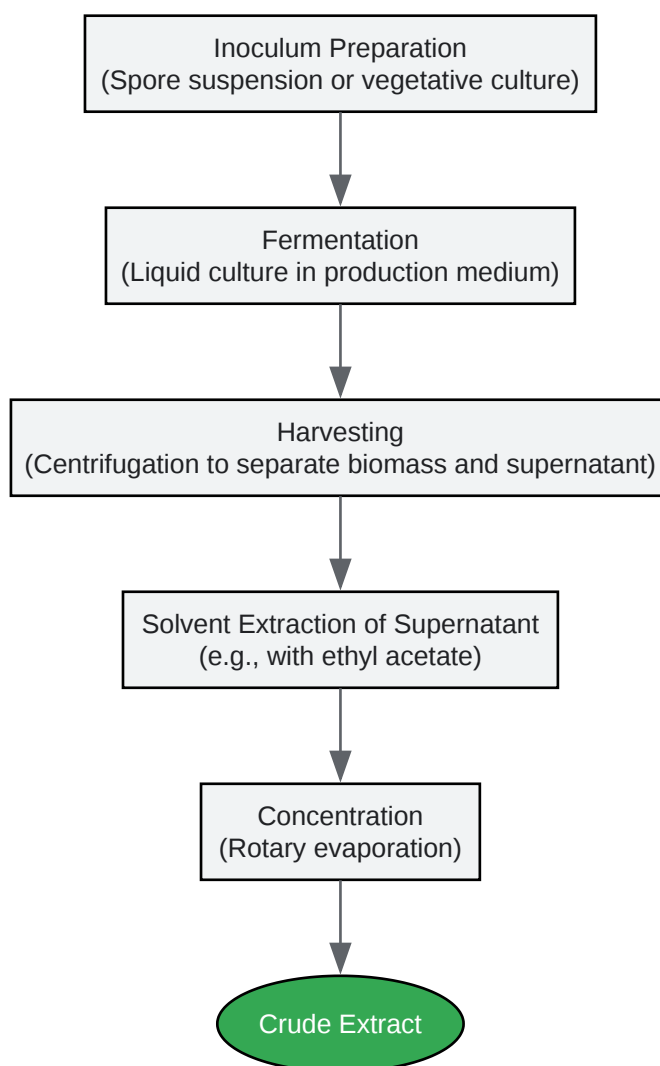 Inoculum Preparation
(Spore suspension or vegetative culture)
Fermentation
(Liquid culture in production medium)
Harvesting
(Centrifugation to separate biomass and supernatant)
Solvent Extraction of Supernatant
(e.g., with ethyl acetate)
Concentration
(Rotary evaporation)
Crude Extract